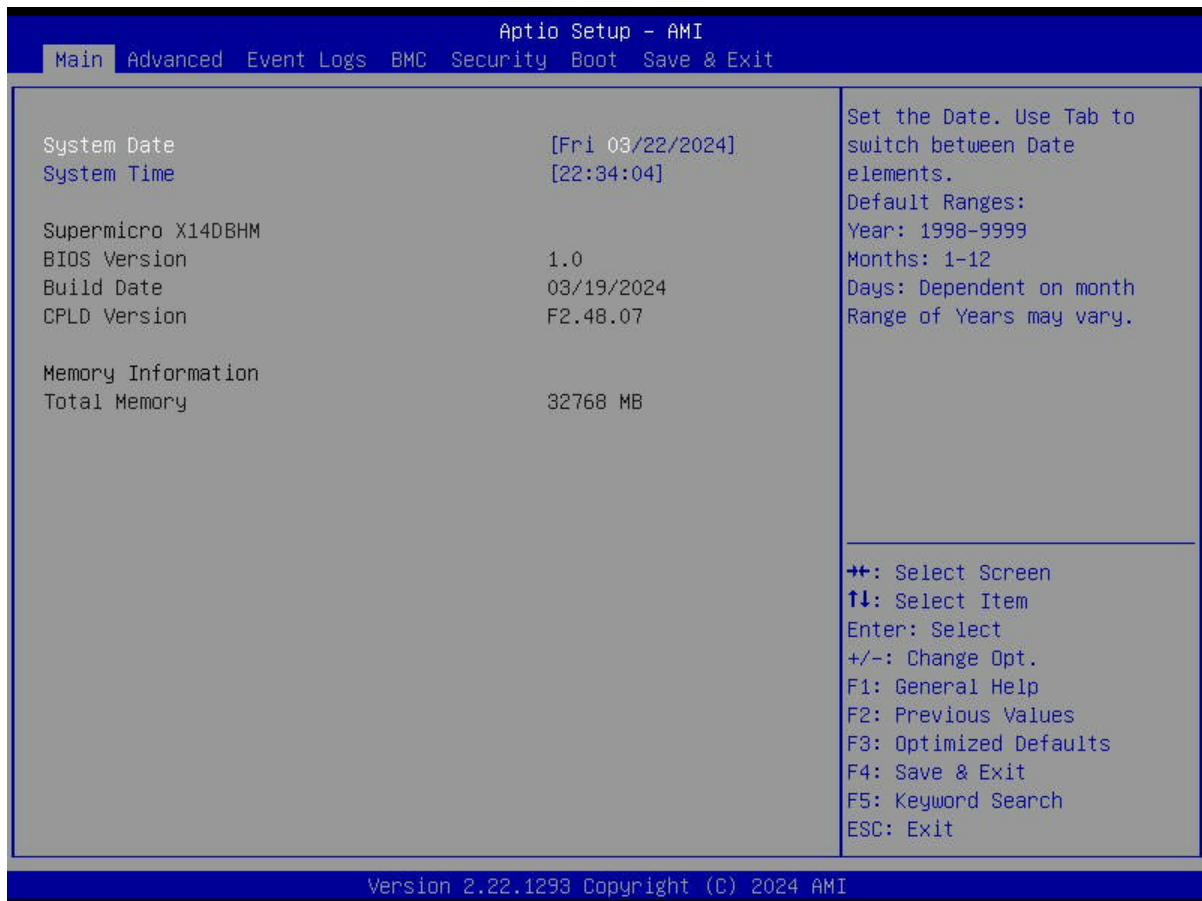 Aptio Setup – AMI
Main Advanced Event Logs BMC Security Boot Save & Exit
System Date [Fri 03/22/2024]
System Time [22:34:04]
Supermicro X14DBHM
BIOS Version 1.0
Build Date 03/19/2024
CPLD Version F2.48.07
Memory Information
Total Memory 32768 MB
Set the Date. Use Tab to
switch between Date
elements.
Default Ranges:
Year: 1998-9999
Months: 1-12
Days: Dependent on month
Range of Years may vary.
→←: Select Screen
↑↓: Select Item
Enter: Select
+/-: Change Opt.
F1: General Help
F2: Previous Values
F3: Optimized Defaults
F4: Save & Exit
F5: Keyword Search
ESC: Exit
Version 2.22.1293 Copyright (C) 2024 AMI